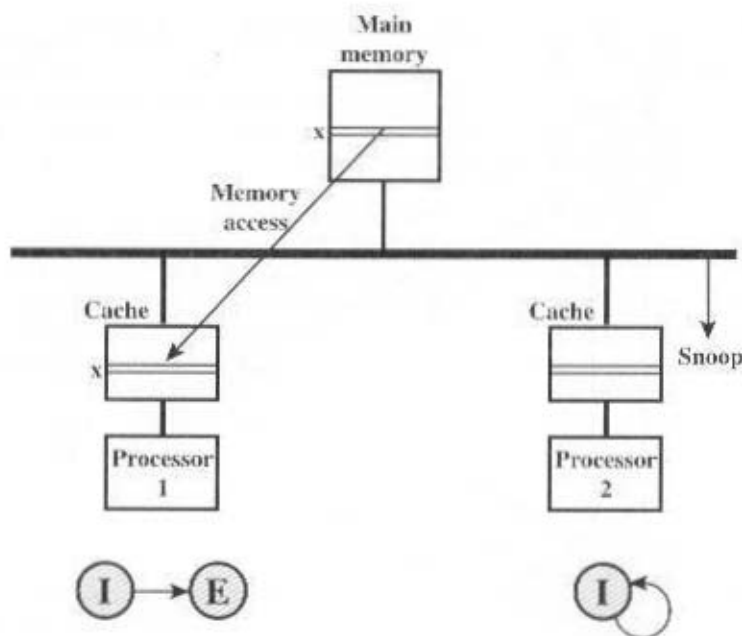 Main
memory
x
Memory
access
Cache
Cache
Snoop
x
Processor
1
Processor
2
I
E
I